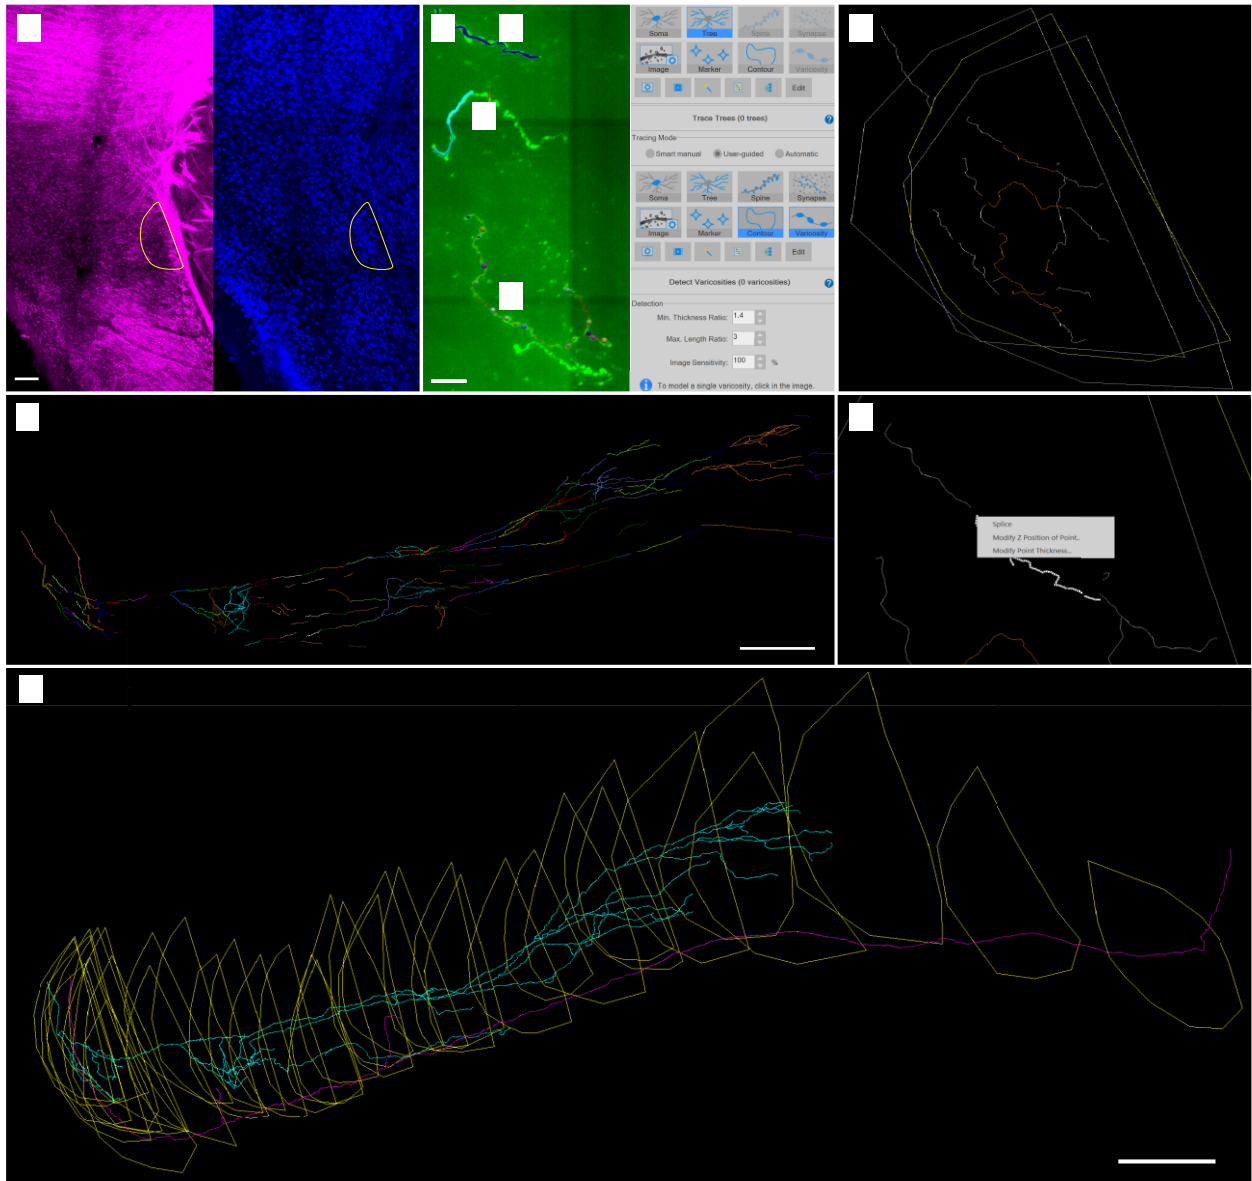 Soma Tree Spine Synapse
Image Marker Contour Varicosity
Edit
Trace Trees (0 trees)
?
Tracing Mode
Smart manual User-guided Automatic
Soma Tree Spine Synapse
Image Marker Contour Varicosity
Edit
Detect Varicosities (0 varicosities)
?
Detection
Min. Thickness Ratio: 1.4
Max. Length Ratio: 3
Image Sensitivity: 100 %
i To model a single varicosity, click in the image.
Splice
Modify Z Position of Point..
Modify Point Thickness...